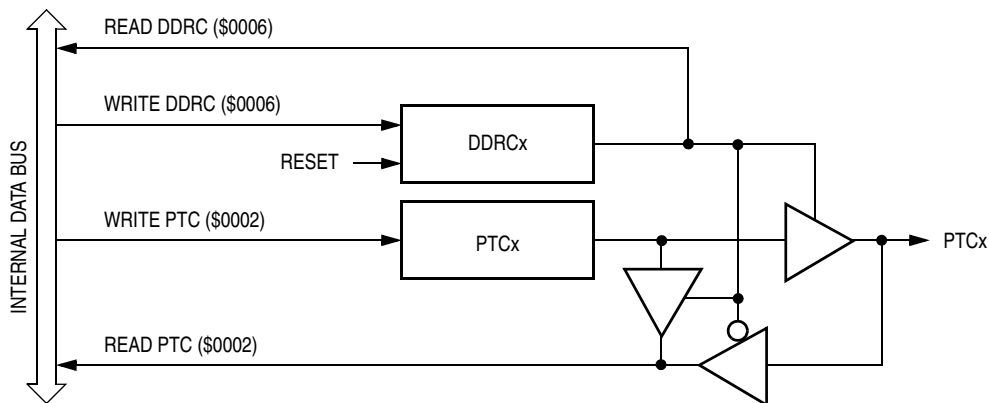 READ DDRC ($0006)
WRITE DDRC ($0006)
DDRCx
RESET
INTERNAL DATA BUS
WRITE PTC ($0002)
PTCx
PTCx
READ PTC ($0002)